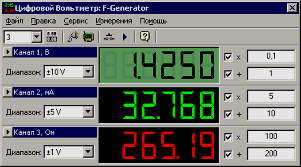 Цифровой Вольтметр: F-Generator
Файл Правка Сервис Измерения Помощь
3
Канал 1, В
Диапазон: ±10 V
1.4250
x 0,1
+ 1
Канал 2, мА
Диапазон: ±5 V
32.768
x 5
+ 10
Канал 3, Ом
Диапазон: ±1 V
265.19
x 100
+ 200